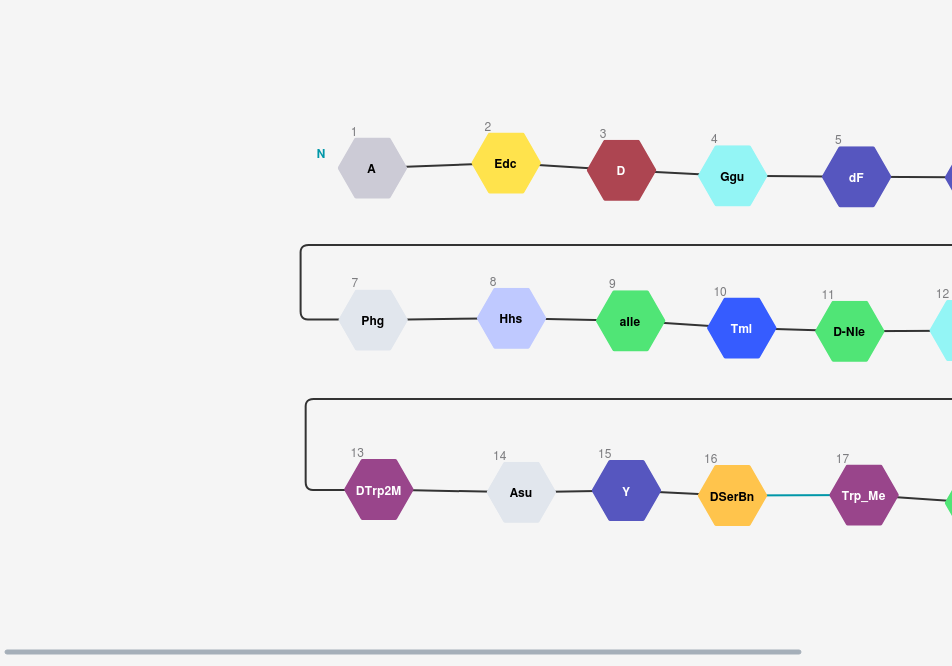 1 2 3 4 5
N A Edc D Ggu dF
7 8 9 10 11 12
Phg Hhs aIle Tml D-Nle
13 14 15 16 17
DTrp2M Asu Y DSerBn Trp_Me